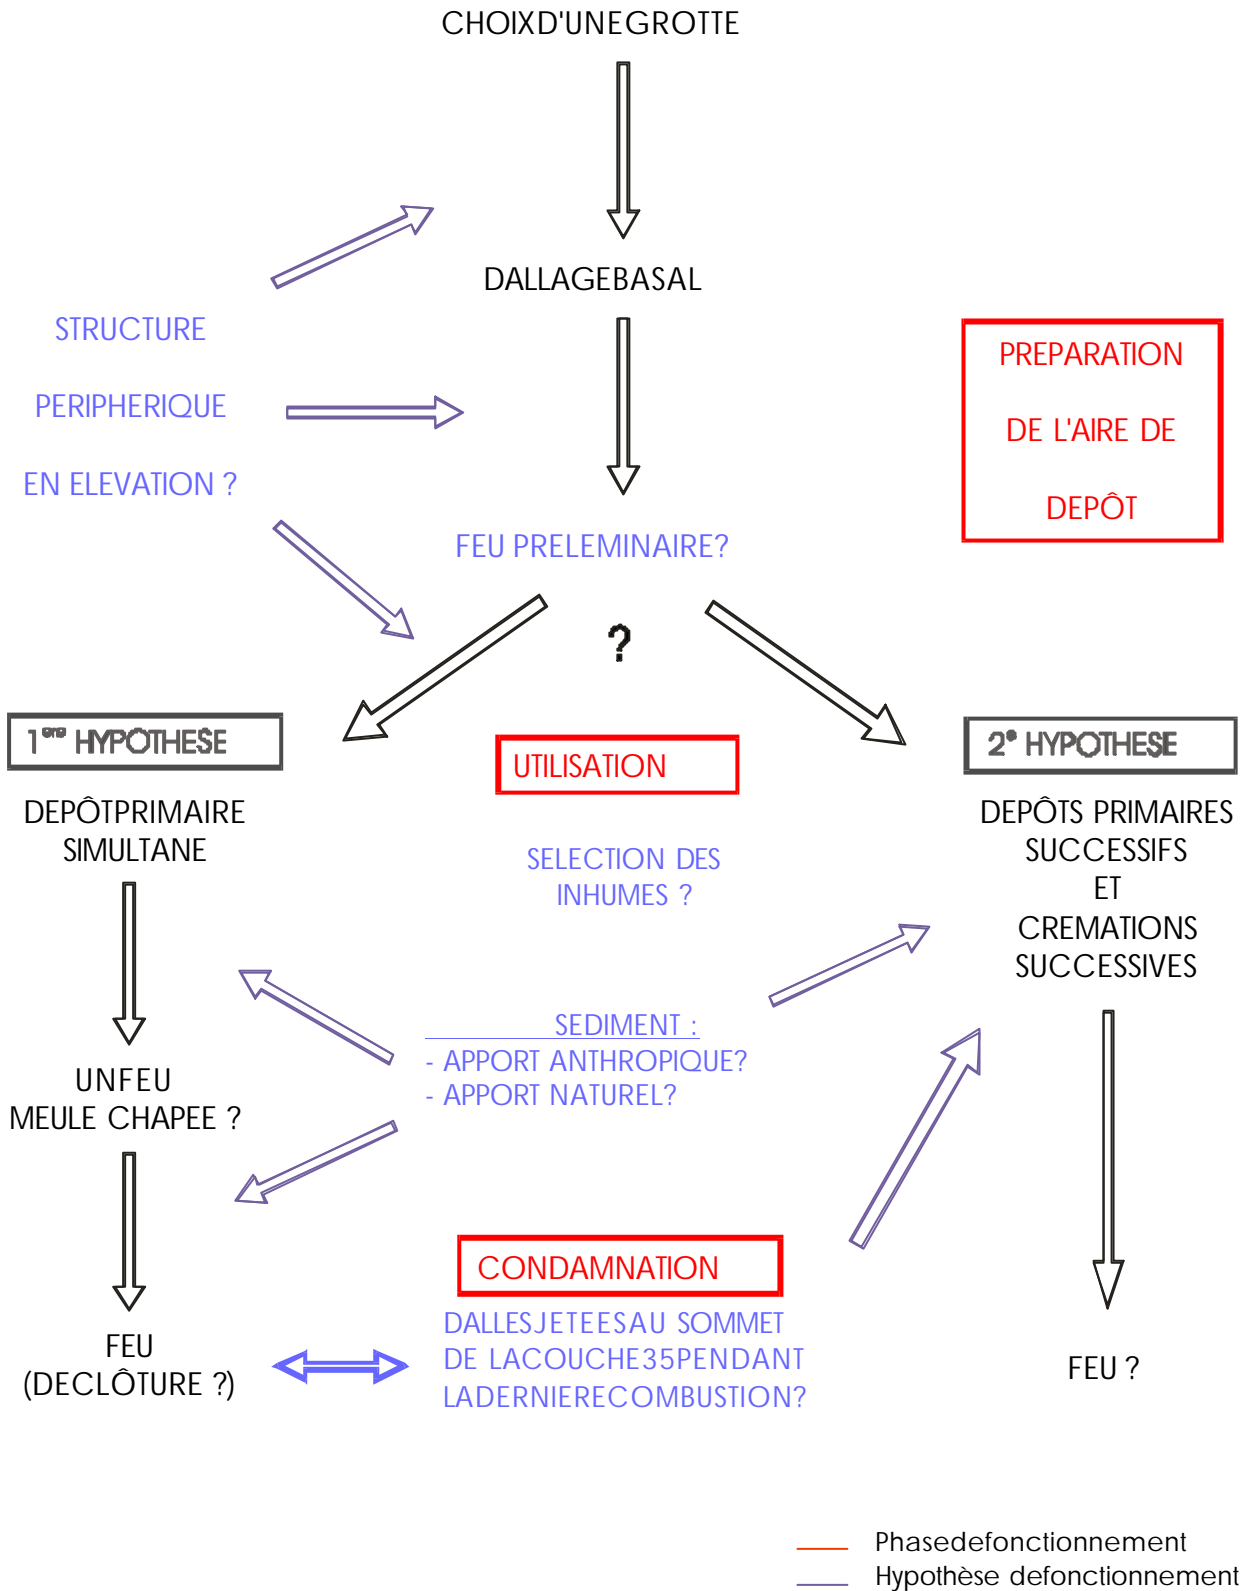 CHOIXD'UNEGROTTE
DALLAGEBASAL
STRUCTURE
PERIPHERIQUE
EN ELEVATION ?
PREPARATION
DE L'AIRE DE
DEPÔT
FEU PRELEMINAIRE?
?
1ere HYPOTHESE
DEPÔTPRIMAIRE
SIMULTANE
UTILISATION
SELECTION DES
INHUMES ?
2e HYPOTHESE
DEPÔTS PRIMAIRES
SUCCESSIFS
ET
CREMATIONS
SUCCESSIVES
SEDIMENT :
- APPORT ANTHROPIQUE?
- APPORT NATUREL?
UNFEU
MEULE CHAPEE ?
CONDAMNATION
DALLESJETEESAU SOMMET
DE LACOUCHE35PENDANT
LADERNIERECOMBUSTION?
FEU
(DECLÔTURE ?)
FEU ?
Phasedefonctionnement
Hypothèse defonctionnement